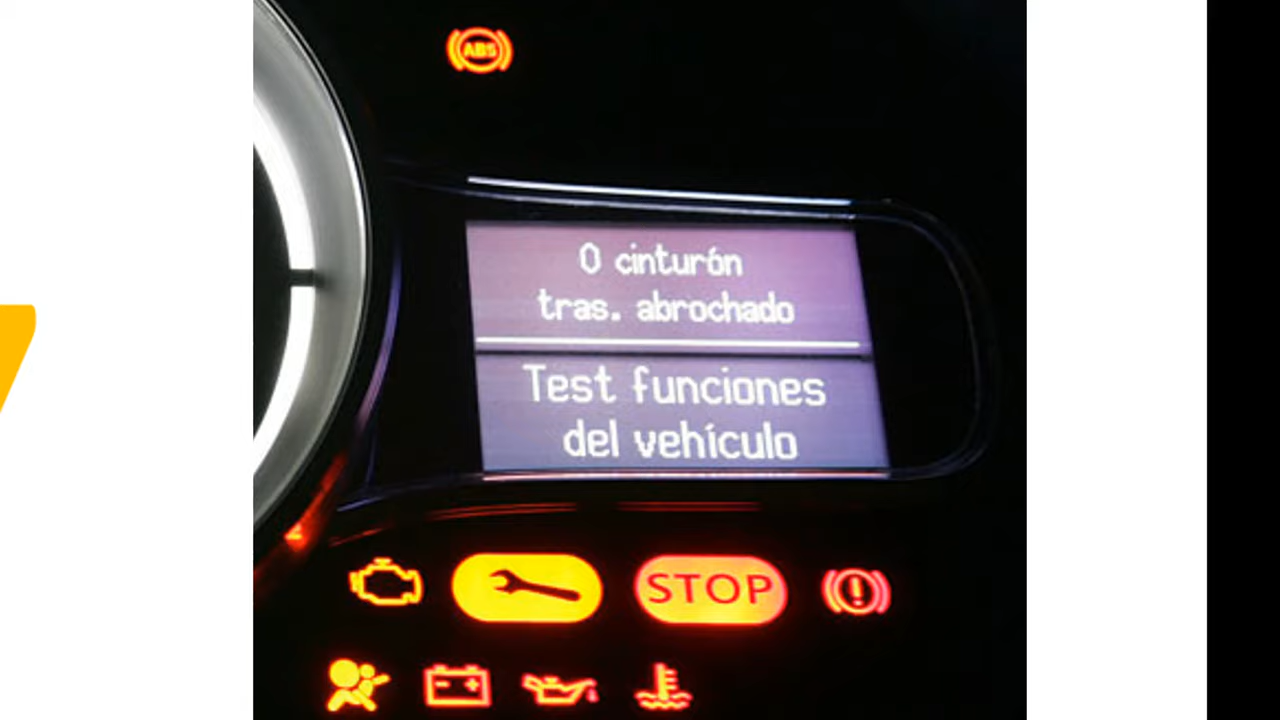 ABS
0 cinturón
tras. abrochado
Test funciones
del vehículo
STOP